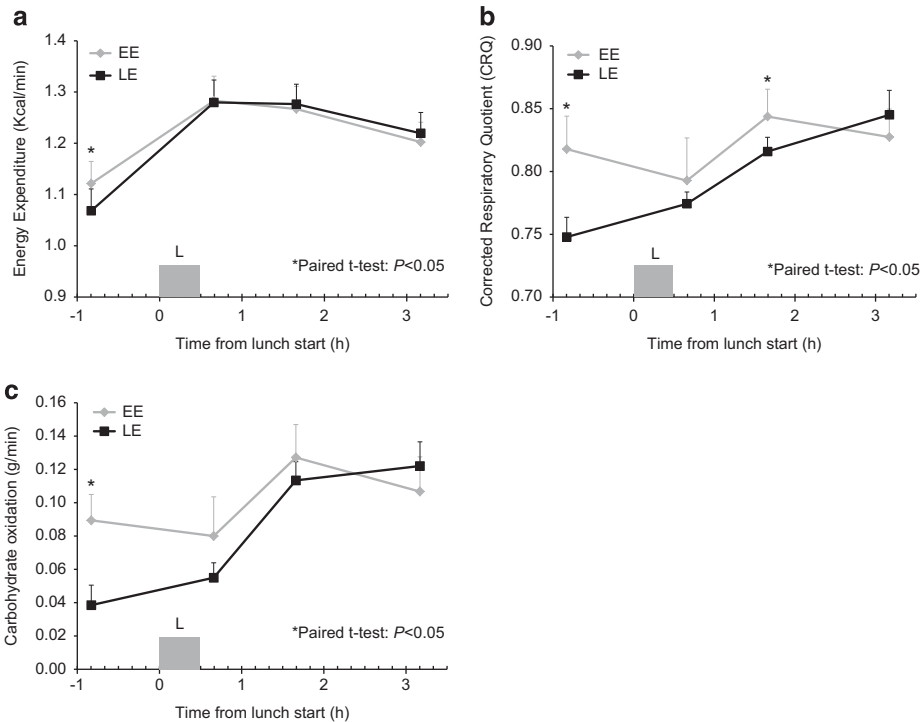 a
Energy Expenditure (Kcal/min)
1.4
1.3
1.2
1.1
1.0
0.9
EE
LE
*
L
*Paired t-test: P<0.05
-1
0
1
2
3
Time from lunch start (h)
b
Corrected Respiratory Quotient (CRQ)
0.90
0.85
0.80
0.75
0.70
EE
LE
*
*
L
*Paired t-test: P<0.05
-1
0
1
2
3
Time from lunch start (h)
c
Carbohydrate oxidation (g/min)
0.16
0.14
0.12
0.10
0.08
0.06
0.04
0.02
0.00
EE
LE
*
L
*Paired t-test: P<0.05
-1
0
1
2
3
Time from lunch start (h)